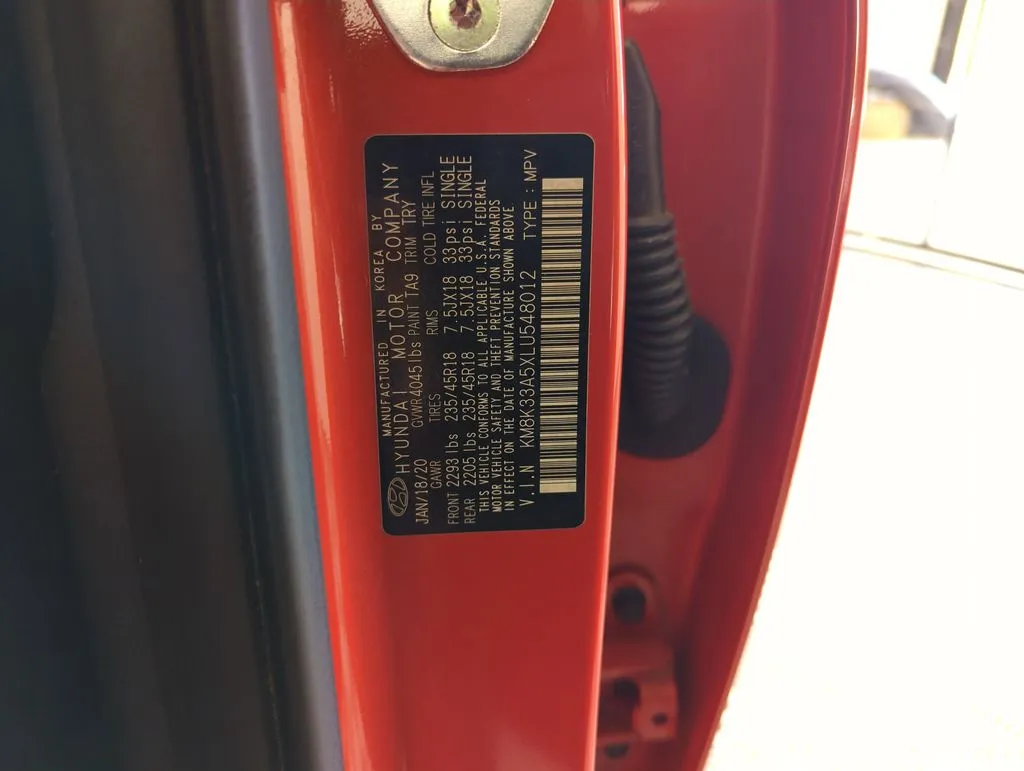 MANUFACTURED IN KOREA BY
HYUNDAI MOTOR COMPANY
JAN/18/20 GVWR 4045lbs PAINT TA9 TRIM TRY
GAWR TIRES RIMS COLD TIRE INFL
FRONT 2293 lbs 235/45R18 7.5JX18 33psi SINGLE
REAR 2205 lbs 235/45R18 7.5JX18 33psi SINGLE
THIS VEHICLE CONFORMS TO ALL APPLICABLE U.S.A. FEDERAL
MOTOR VEHICLE SAFETY AND THEFT PREVENTION STANDARDS
IN EFFECT ON THE DATE OF MANUFACTURE SHOWN ABOVE
V.I.N KM8K33A5XLU548012 TYPE : MPV